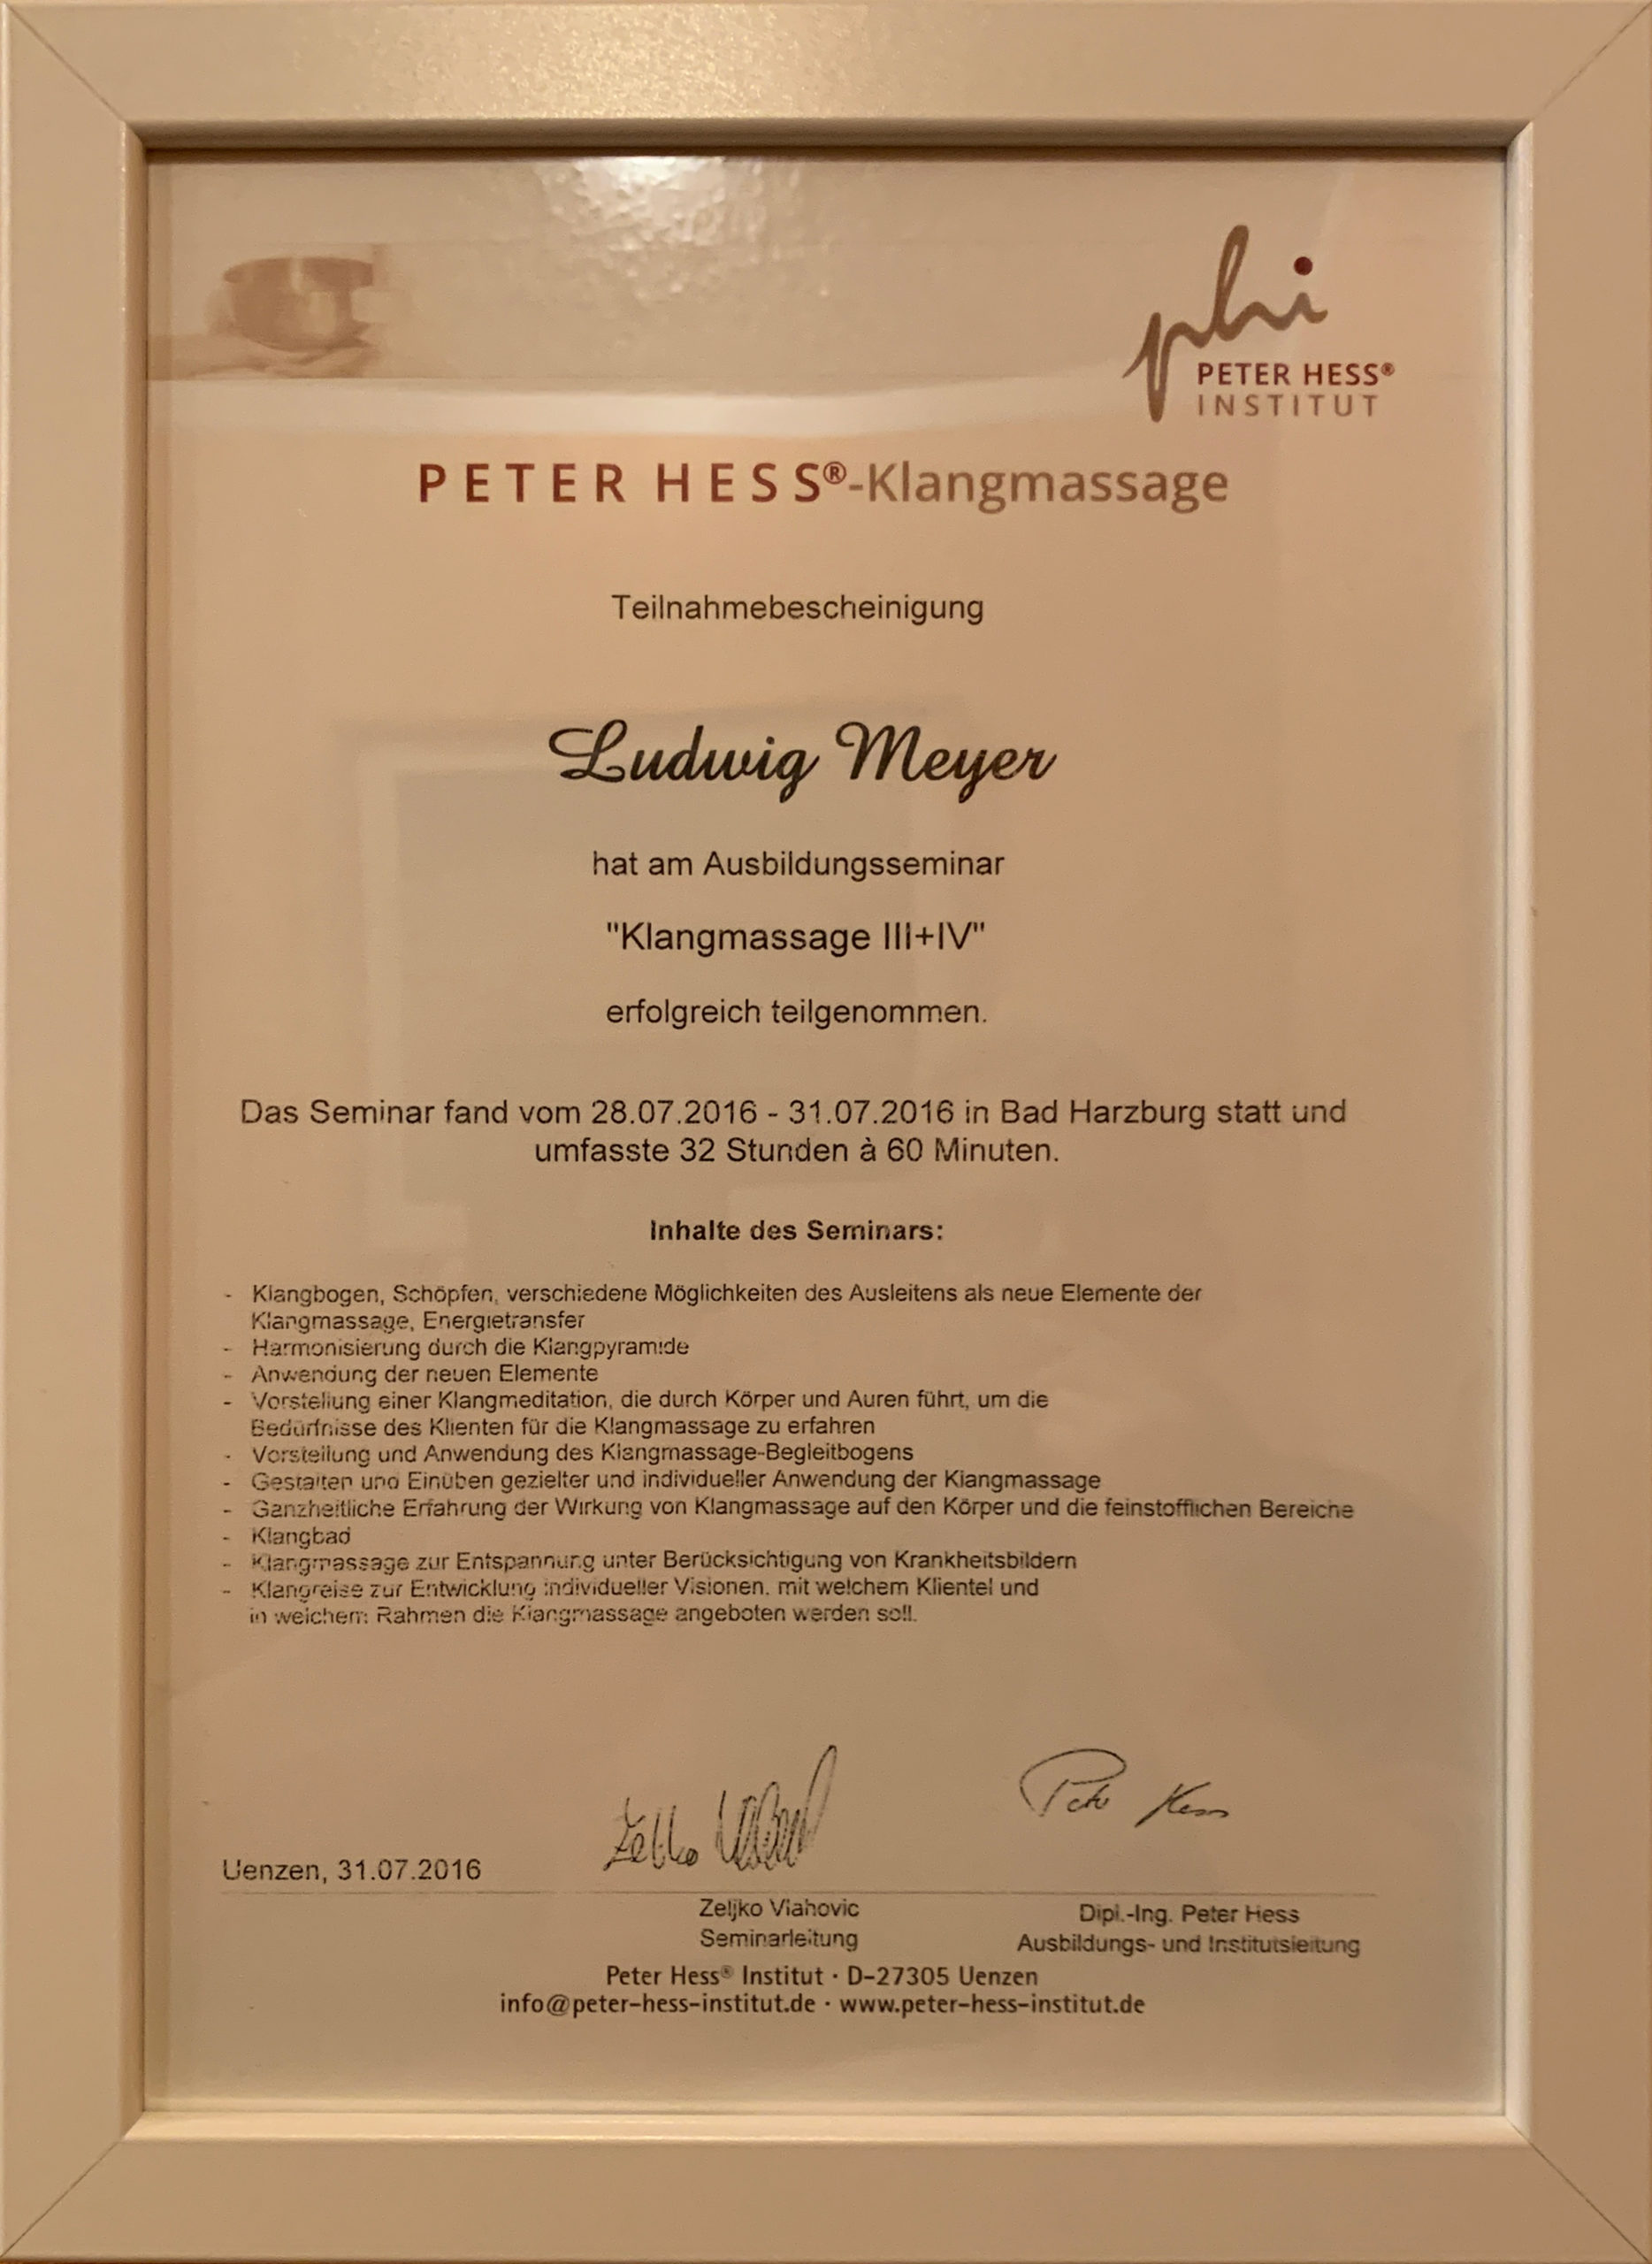 phi
PETER HESS®
INSTITUT
PETER HESS®-Klangmassage
Teilnahmebescheinigung
Ludwig Meyer
hat am Ausbildungsseminar
"Klangmassage III+IV"
erfolgreich teilgenommen.
Das Seminar fand vom 28.07.2016 - 31.07.2016 in Bad Harzburg statt und
umfasste 32 Stunden à 60 Minuten.
Inhalte des Seminars:
- Klangbogen, Schöpfen, verschiedene Möglichkeiten des Ausleitens als neue Elemente der
Klangmassage, Energietransfer
- Harmonisierung durch die Klangpyramide
- Anwendung der neuen Elemente
- Vorstellung einer Klangmeditation, die durch Körper und Auren führt, um die
Bedürfnisse des Klienten für die Klangmassage zu erfahren
- Vorstellung und Anwendung des Klangmassage-Begleitbogens
- Gestalten und Einüben gezielter und individueller Anwendung der Klangmassage
- Ganzheitliche Erfahrung der Wirkung von Klangmassage auf den Körper und die feinstofflichen Bereiche
- Klangbad
- Klangmassage zur Entspannung unter Berücksichtigung von Krankheitsbildern
- Klangreise zur Entwicklung individueller Visionen, mit welchem Klientel und
in welchem Rahmen die Klangmassage angeboten werden soll.
Zeljko Peter Hess
Uenzen, 31.07.2016
Zeljko Vlahovic Dipl.-Ing. Peter Hess
Seminarleitung Ausbildungs- und Institutsleitung
Peter Hess® Institut · D-27305 Uenzen
info@peter-hess-institut.de · www.peter-hess-institut.de